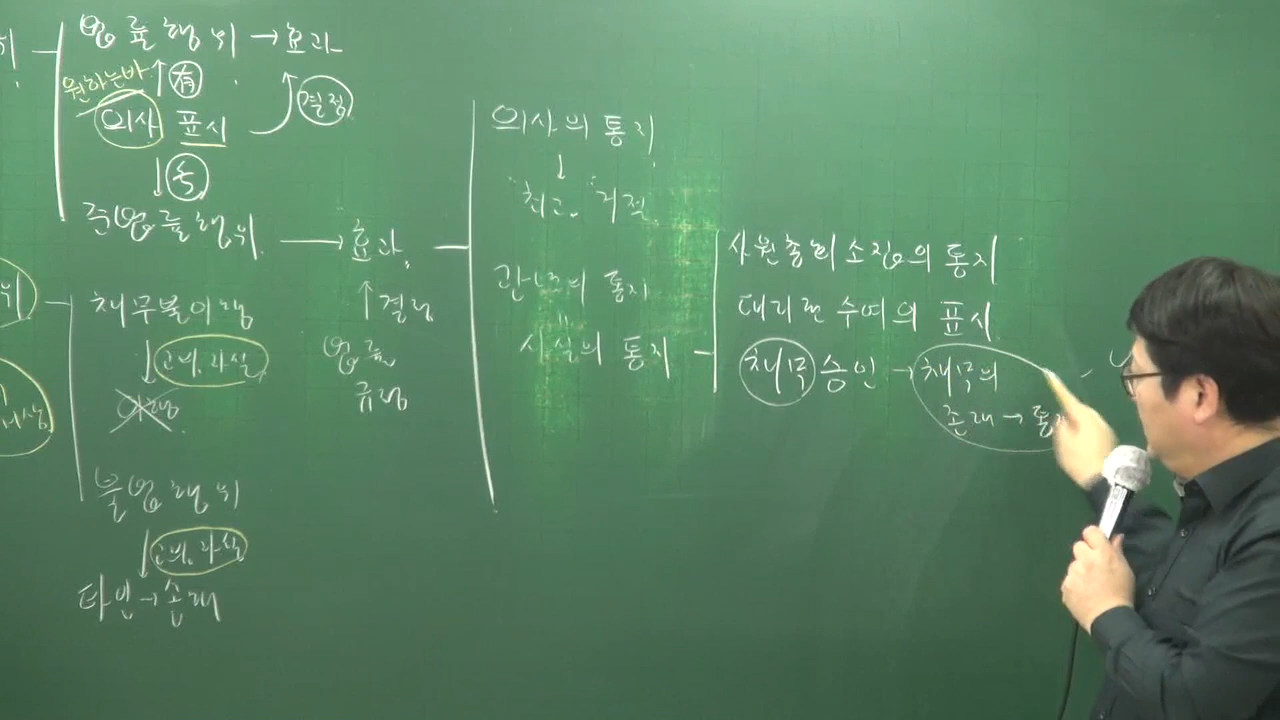 법률행위 → 효과
원하는바 ↑ 有
결정
의사 표시
↓
준법률행위 → 효과
↑ 결정
법률
규정
채무불이행
↓ 고의, 과실
이행
불법행위
↓ 고의, 과실
타인 → 손해
의사의 통지
↓
최고, 거절
관념의 통지
=
사실의 통지
사원총회 소집의 통지
대리권 수여의 표시
채무 승인 → 채무의
존재 →